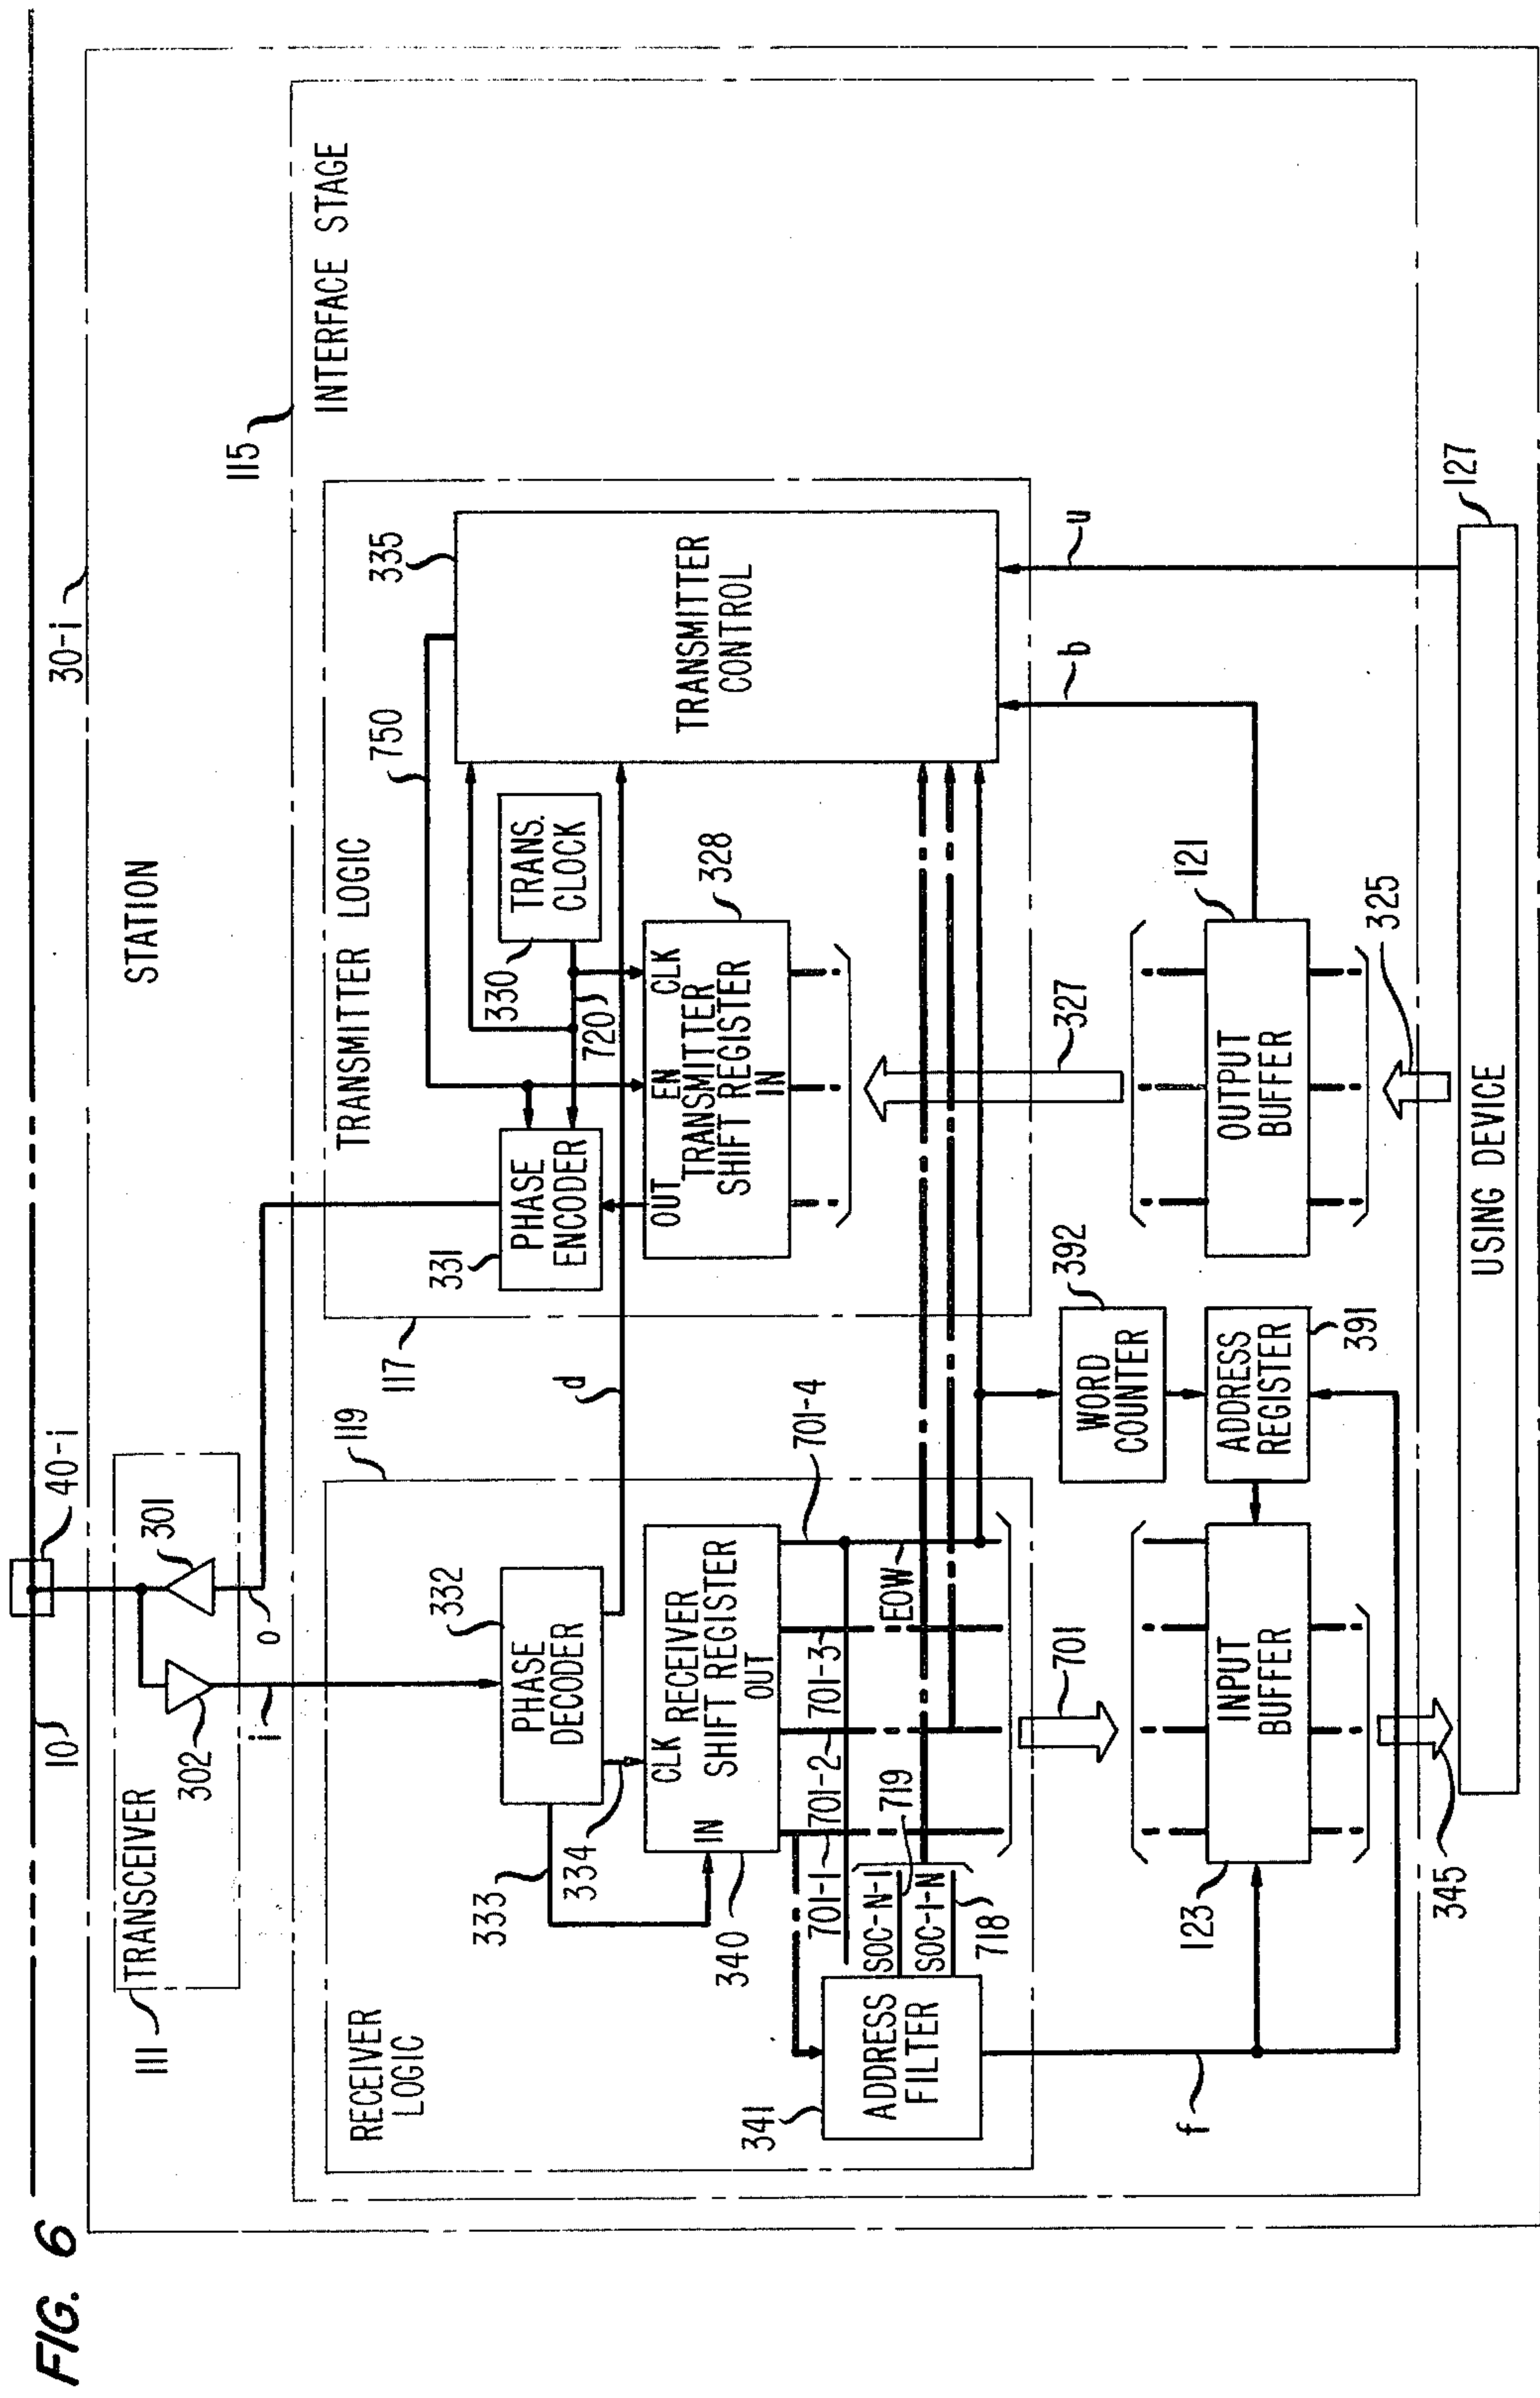 FIG. 6
10
40-i
30-i
STATION
111
TRANSCEIVER
302
301
i
o
115
INTERFACE STAGE
RECEIVER
LOGIC
119
117
TRANSMITTER LOGIC
333
334
332
PHASE
DECODER
d
331
PHASE
ENCODER
330
TRANS.
CLOCK
720
750
335
TRANSMITTER
CONTROL
340
IN
CLK
RECEIVER
SHIFT REGISTER
OUT
OUT
EN
CLK
TRANSMITTER
SHIFT REGISTER
IN
328
341
ADDRESS
FILTER
SOC-N-I
SOC-I-N
719
718
701-1
701-2
701-3
701-4
EOW
701
327
392
WORD
COUNTER
f
123
INPUT
BUFFER
ADDRESS
REGISTER
391
OUTPUT
BUFFER
121
b
u
345
325
USING DEVICE
127